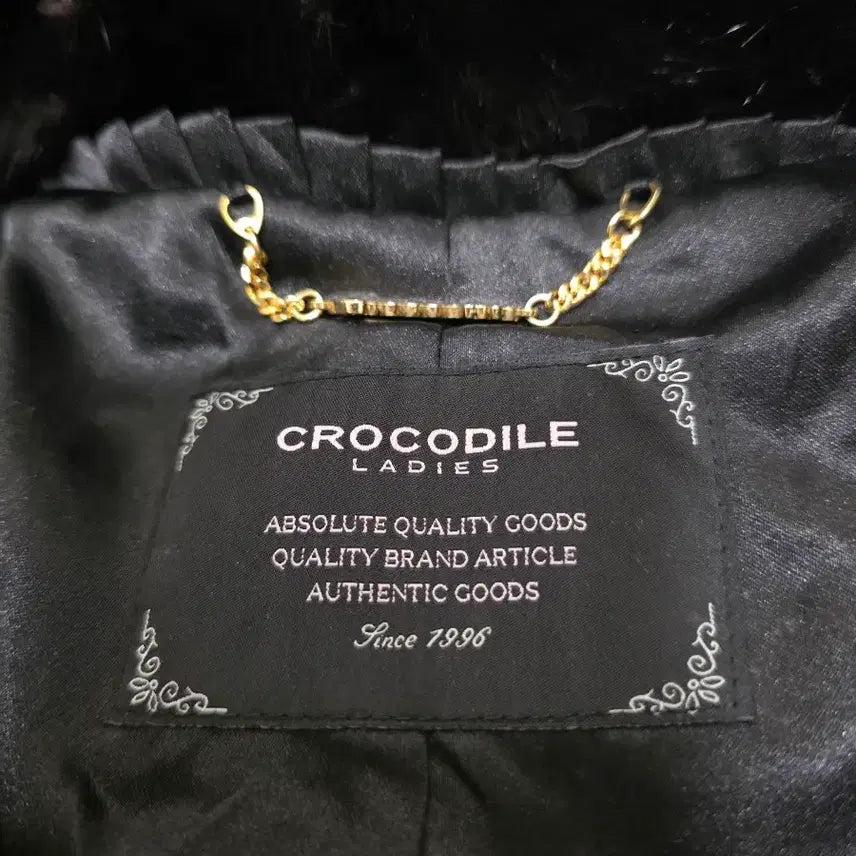 CROCODILE
LADIES
ABSOLUTE QUALITY GOODS
QUALITY BRAND ARTICLE
AUTHENTIC GOODS
Since 1996